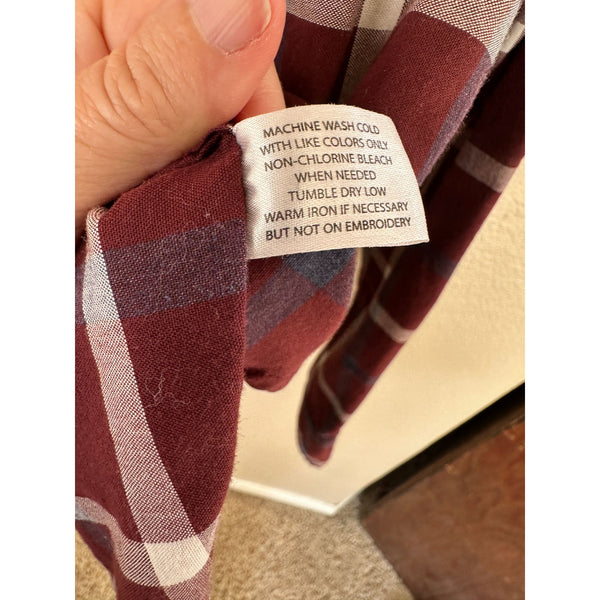 MACHINE WASH COLD
WITH LIKE COLORS ONLY
NON-CHLORINE BLEACH
WHEN NEEDED
TUMBLE DRY LOW
WARM IRON IF NECESSARY
BUT NOT ON EMBROIDERY